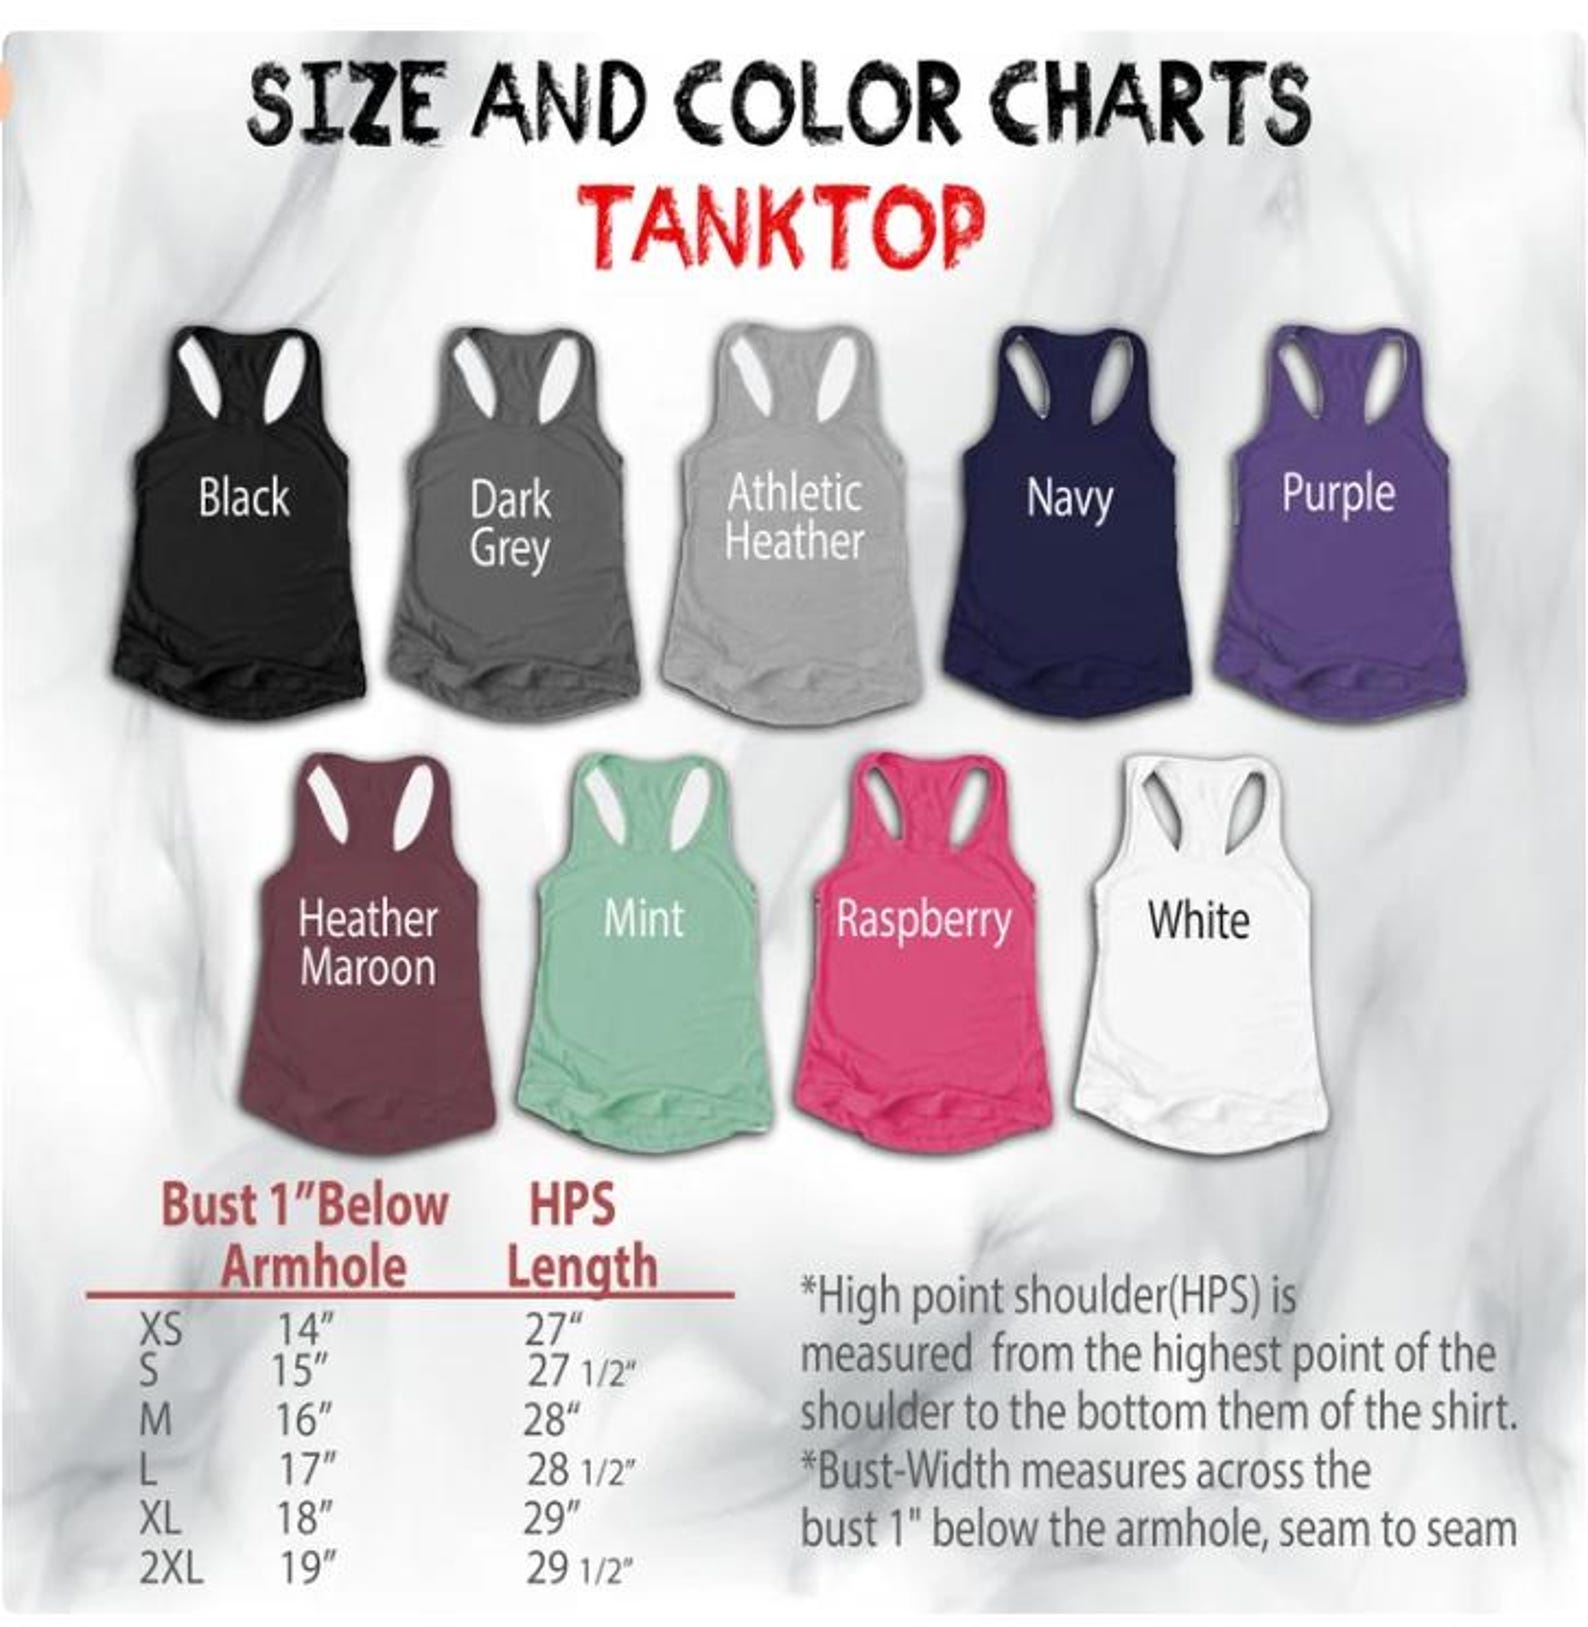 SIZE AND COLOR CHARTS
TANKTOP
Black
Dark
Grey
Athletic
Heather
Navy
Purple
Heather
Maroon
Mint
Raspberry
White
Bust 1”Below HPS
Armhole Length
XS 14” 27“
S 15” 27 1/2”
M 16” 28“
L 17” 28 1/2”
XL 18” 29”
2XL 19” 29 1/2”
*High point shoulder(HPS) is
measured from the highest point of the
shoulder to the bottom them of the shirt.
*Bust-Width measures across the
bust 1" below the armhole, seam to seam